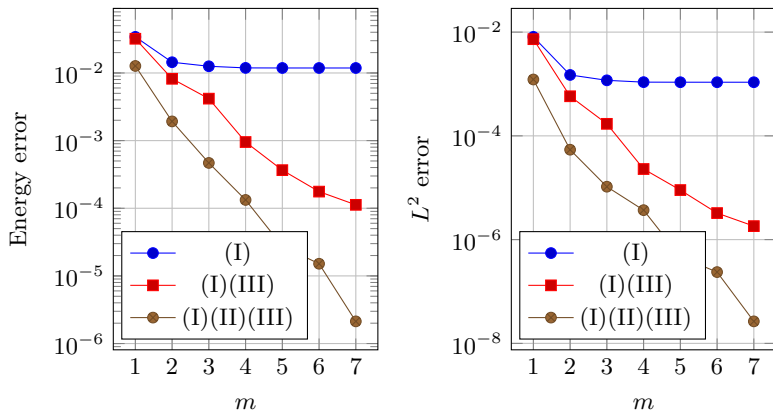 Energy error
10^{-2}
10^{-3}
10^{-4}
10^{-5}
10^{-6}
(I)
(I)(III)
(I)(II)(III)
1 2 3 4 5 6 7
m
L^2 error
10^{-2}
10^{-4}
10^{-6}
10^{-8}
(I)
(I)(III)
(I)(II)(III)
1 2 3 4 5 6 7
m